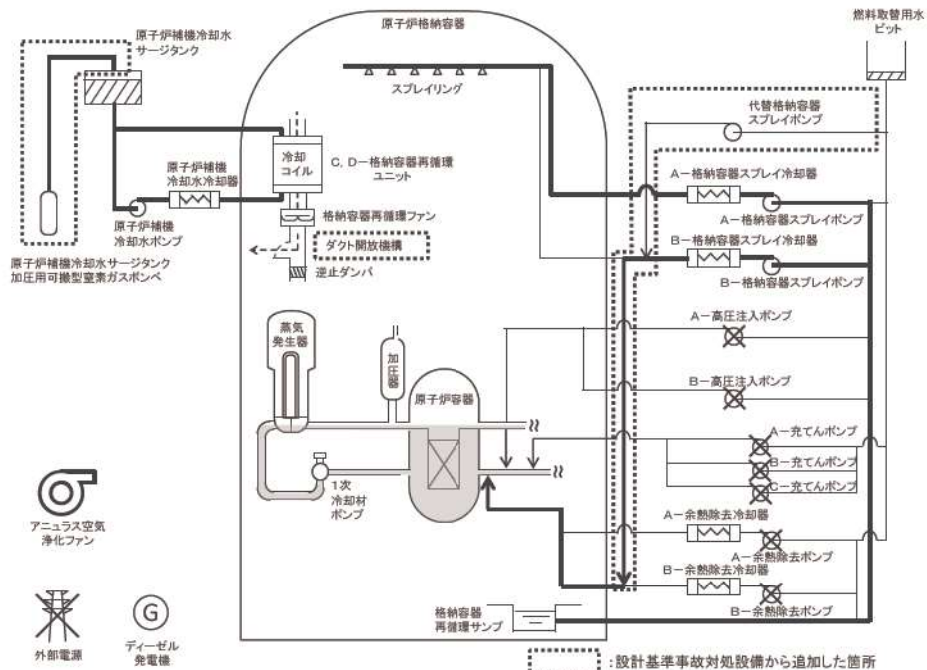 原子炉補機冷却水
サージタンク
原子炉格納容器
燃料取替用水
ピット
スプレイリング
代替格納容器
スプレイポンプ
冷却
コイル
C, D－格納容器再循環
ユニット
原子炉補機
冷却水冷却器
A－格納容器スプレイ冷却器
A－格納容器スプレイポンプ
原子炉補機
冷却水ポンプ
格納容器再循環ファン
ダクト開放機構
逆止ダンパ
B－格納容器スプレイ冷却器
B－格納容器スプレイポンプ
原子炉補機冷却水サージタンク
加圧用可搬型窒素ガスボンベ
A－高圧注入ポンプ
蒸気
発生器
加圧器
原子炉容器
B－高圧注入ポンプ
A－充てんポンプ
B－充てんポンプ
C－充てんポンプ
1次
冷却材
ポンプ
アニュラス空気
浄化ファン
A－余熱除去冷却器
A－余熱除去ポンプ
B－余熱除去冷却器
B－余熱除去ポンプ
格納容器
再循環サンプ
外部電源
G
ディーゼル
発電機
：設計基準事故対処設備から追加した箇所